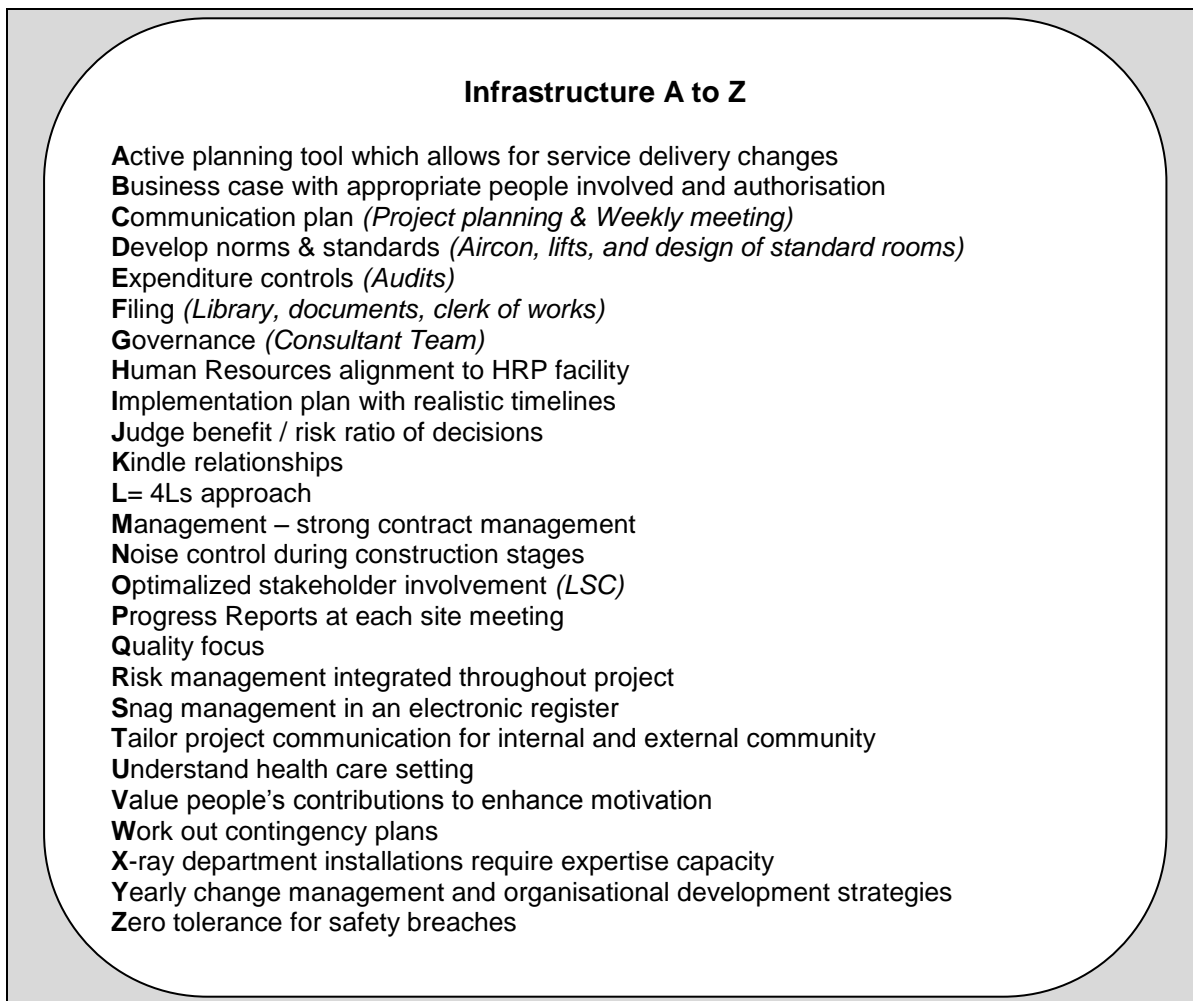 Infrastructure A to Z
Active planning tool which allows for service delivery changes
Business case with appropriate people involved and authorisation
Communication plan (Project planning & Weekly meeting)
Develop norms & standards (Aircon, lifts, and design of standard rooms)
Expenditure controls (Audits)
Filing (Library, documents, clerk of works)
Governance (Consultant Team)
Human Resources alignment to HRP facility
Implementation plan with realistic timelines
Judge benefit / risk ratio of decisions
Kindle relationships
L= 4Ls approach
Management – strong contract management
Noise control during construction stages
Optimalized stakeholder involvement (LSC)
Progress Reports at each site meeting
Quality focus
Risk management integrated throughout project
Snag management in an electronic register
Tailor project communication for internal and external community
Understand health care setting
Value people's contributions to enhance motivation
Work out contingency plans
X-ray department installations require expertise capacity
Yearly change management and organisational development strategies
Zero tolerance for safety breaches